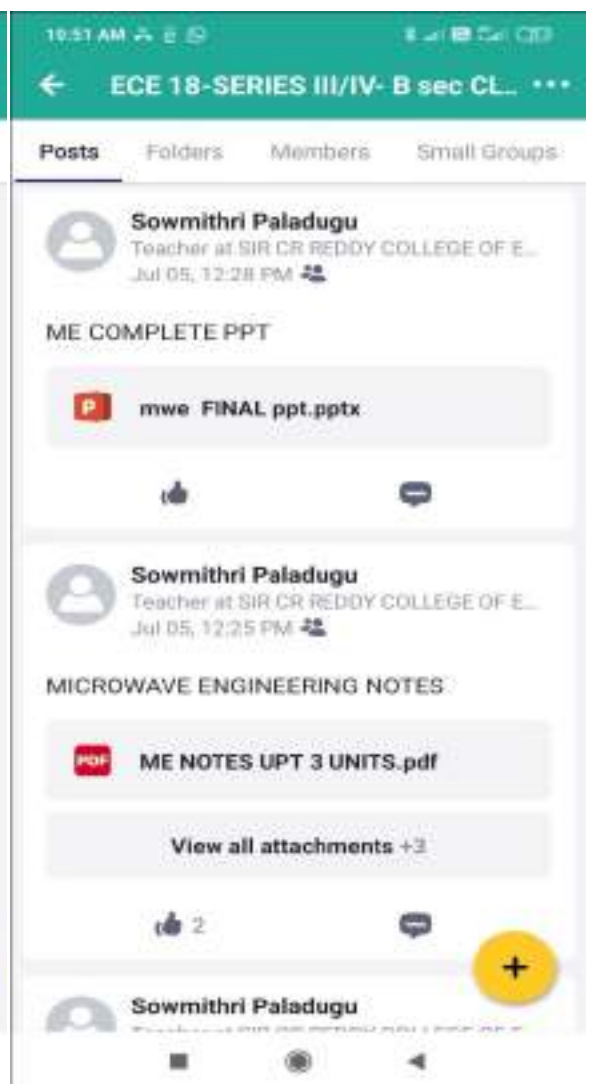 10:51 AM
ECE 18-SERIES III/IV- B sec CL...
Posts Folders Members Small Groups
Sowmithri Paladugu
Teacher at SIR CR REDDY COLLEGE OF E...
Jul 05, 12:28 PM
ME COMPLETE PPT
P mwe FINAL ppt.pptx
Sowmithri Paladugu
Teacher at SIR CR REDDY COLLEGE OF E...
Jul 05, 12:25 PM
MICROWAVE ENGINEERING NOTES
PDF ME NOTES UPT 3 UNITS.pdf
View all attachments +3
2
Sowmithri Paladugu